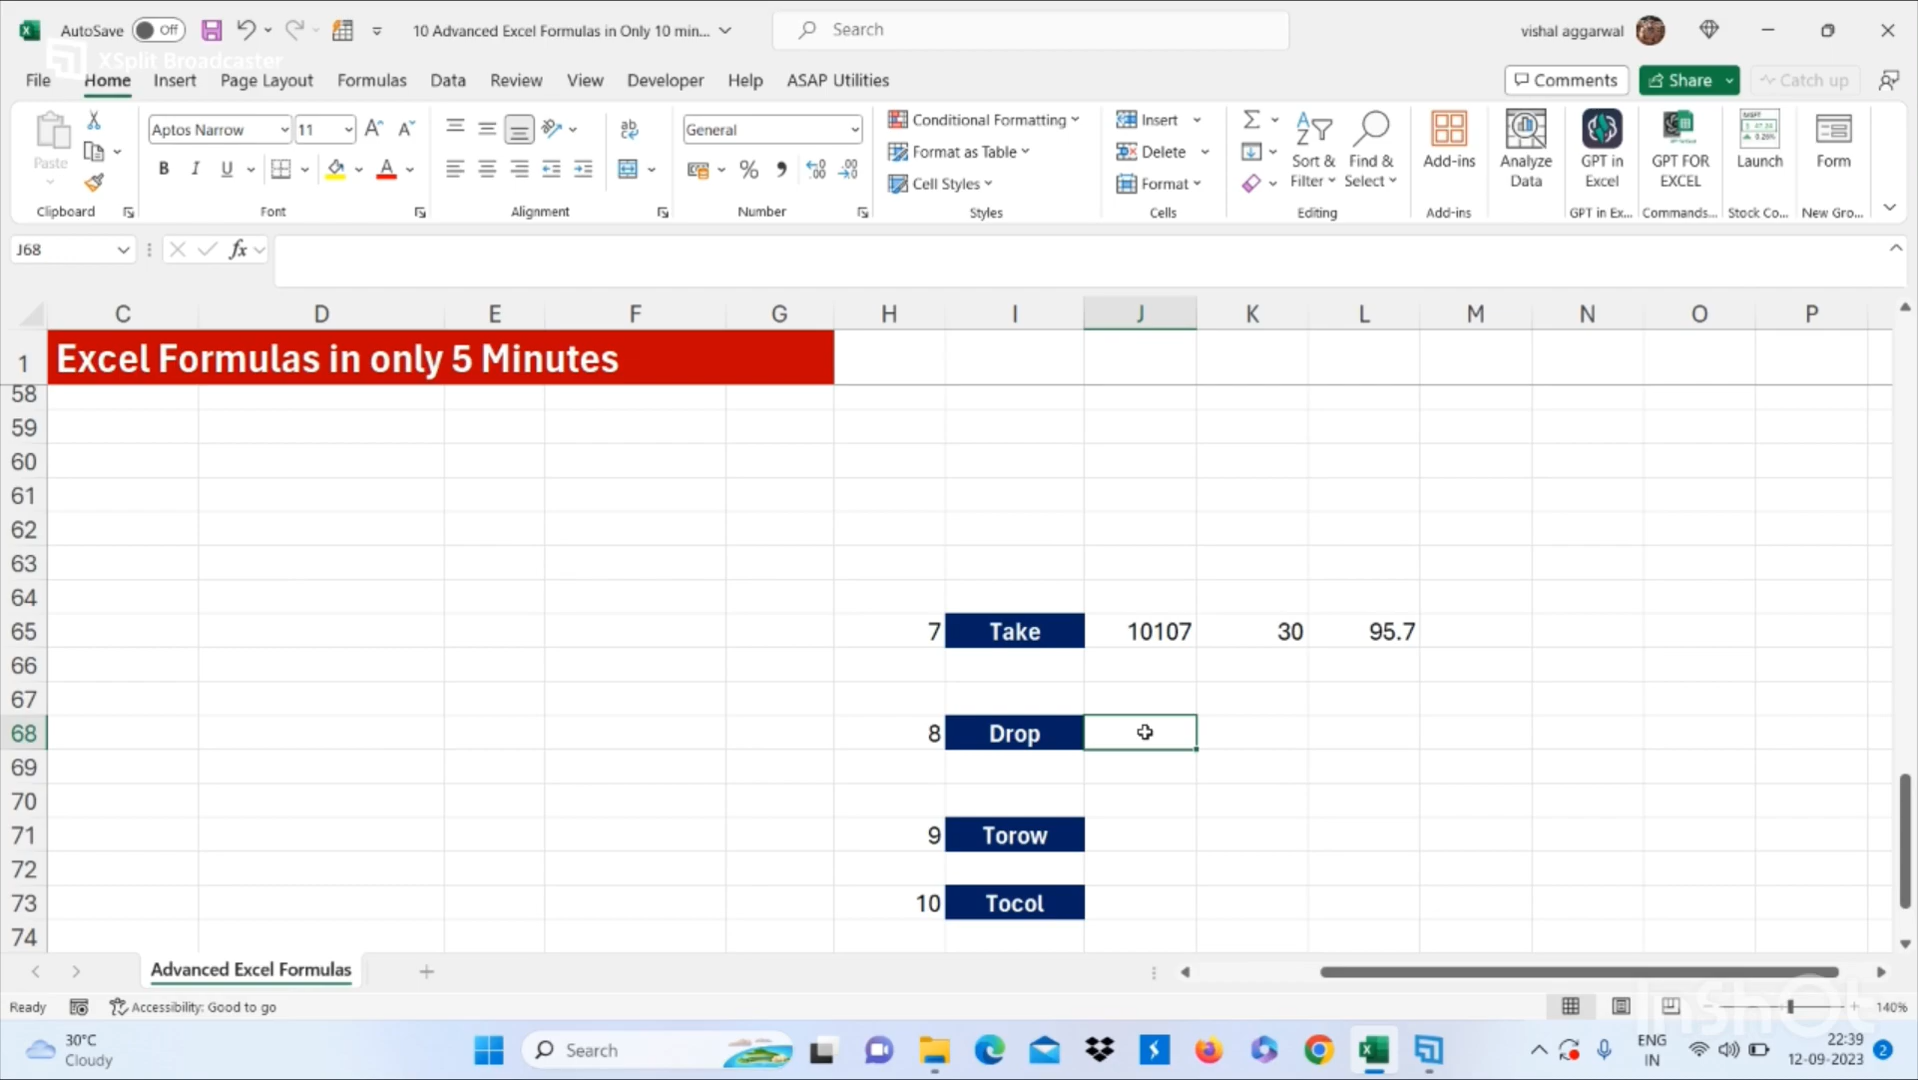 AutoSave Off
10 Advanced Excel Formulas in Only 10 min...
Search
vishal aggarwal
XSplit Broadcaster
File Home Insert Page Layout Formulas Data Review View Developer Help ASAP Utilities
Comments Share Catch up
Paste
Aptos Narrow 11
General
Conditional Formatting
Format as Table
Cell Styles
Insert
Delete
Format
Sort & Filter
Find & Select
Add-ins
Analyze Data
GPT in Excel
GPT FOR EXCEL
Launch
Form
Clipboard Font Alignment Number Styles Cells Editing Add-ins GPT in Ex... Commands... Stock Co... New Gro...
J68 fx
C D E F G H I J K L M N O P
1 Excel Formulas in only 5 Minutes
58
59
60
61
62
63
64
65 7 Take 10107 30 95.7
66
67
68 8 Drop
69
70
71 9 Torow
72
73 10 Tocol
74
Advanced Excel Formulas
Ready Accessibility: Good to go
140%
InShOt
30°C
Cloudy
Search
ENG
IN
22:39
12-09-2023
2